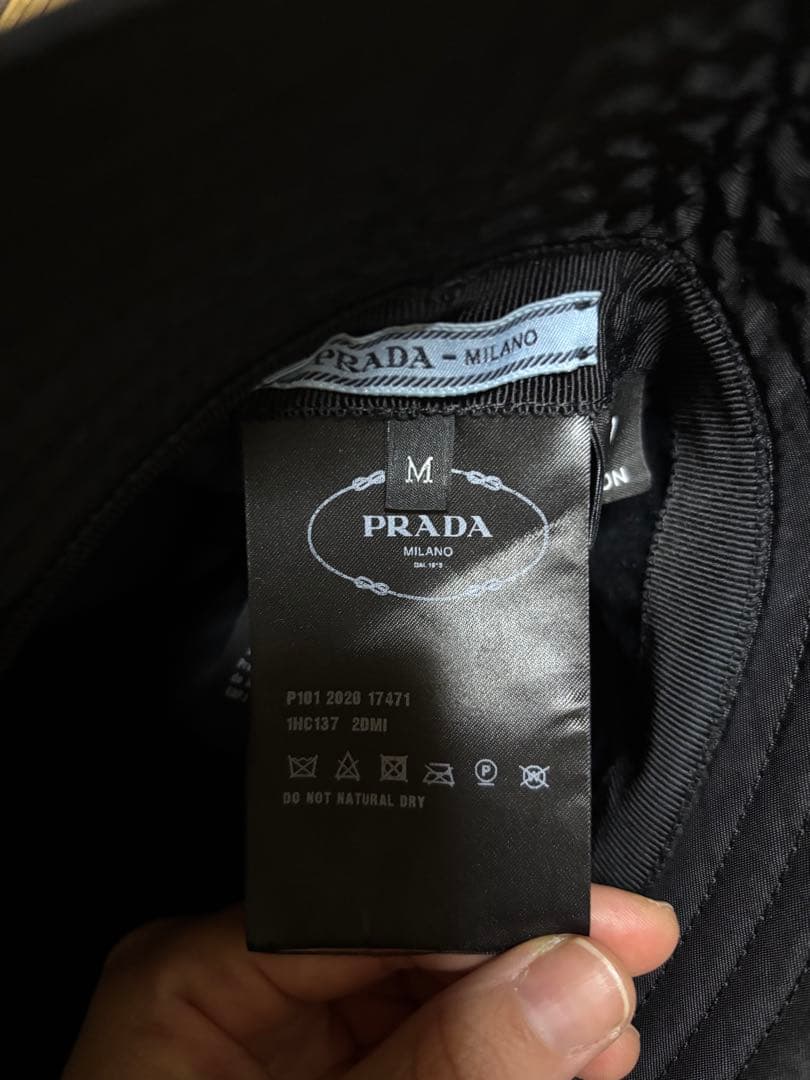 PRADA - MILANO
M
PRADA
MILANO
P101 2020 17471
1HC137 2DMI
P
W
DO NOT NATURAL DRY